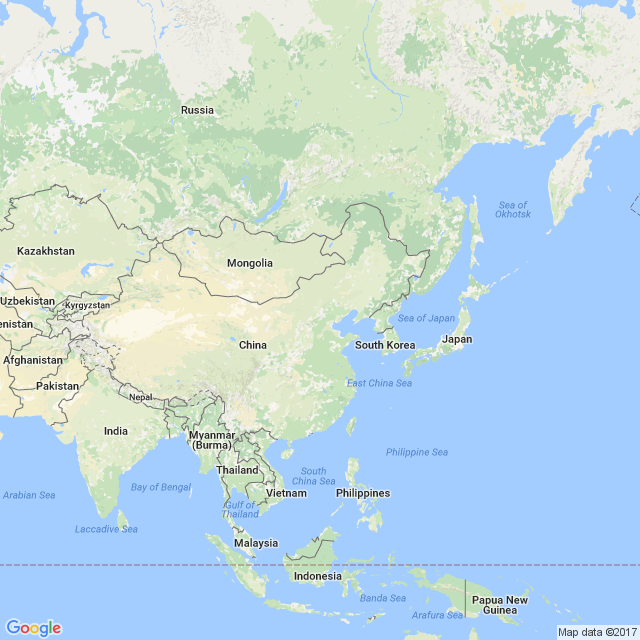 Russia
Sea of
Okhotsk
Kazakhstan
Mongolia
Uzbekistan
Kyrgyzstan
enistan
Sea of Japan
Japan
South Korea
China
Afghanistan
Pakistan
East China Sea
Nepal
India
Myanmar
(Burma)
Philippine Sea
Thailand
South
China Sea
Bay of Bengal
Vietnam
Philippines
Arabian Sea
Gulf of
Thailand
Laccadive Sea
Malaysia
Indonesia
Banda Sea
Papua New
Guinea
Arafura Sea
Google
Map data ©2017